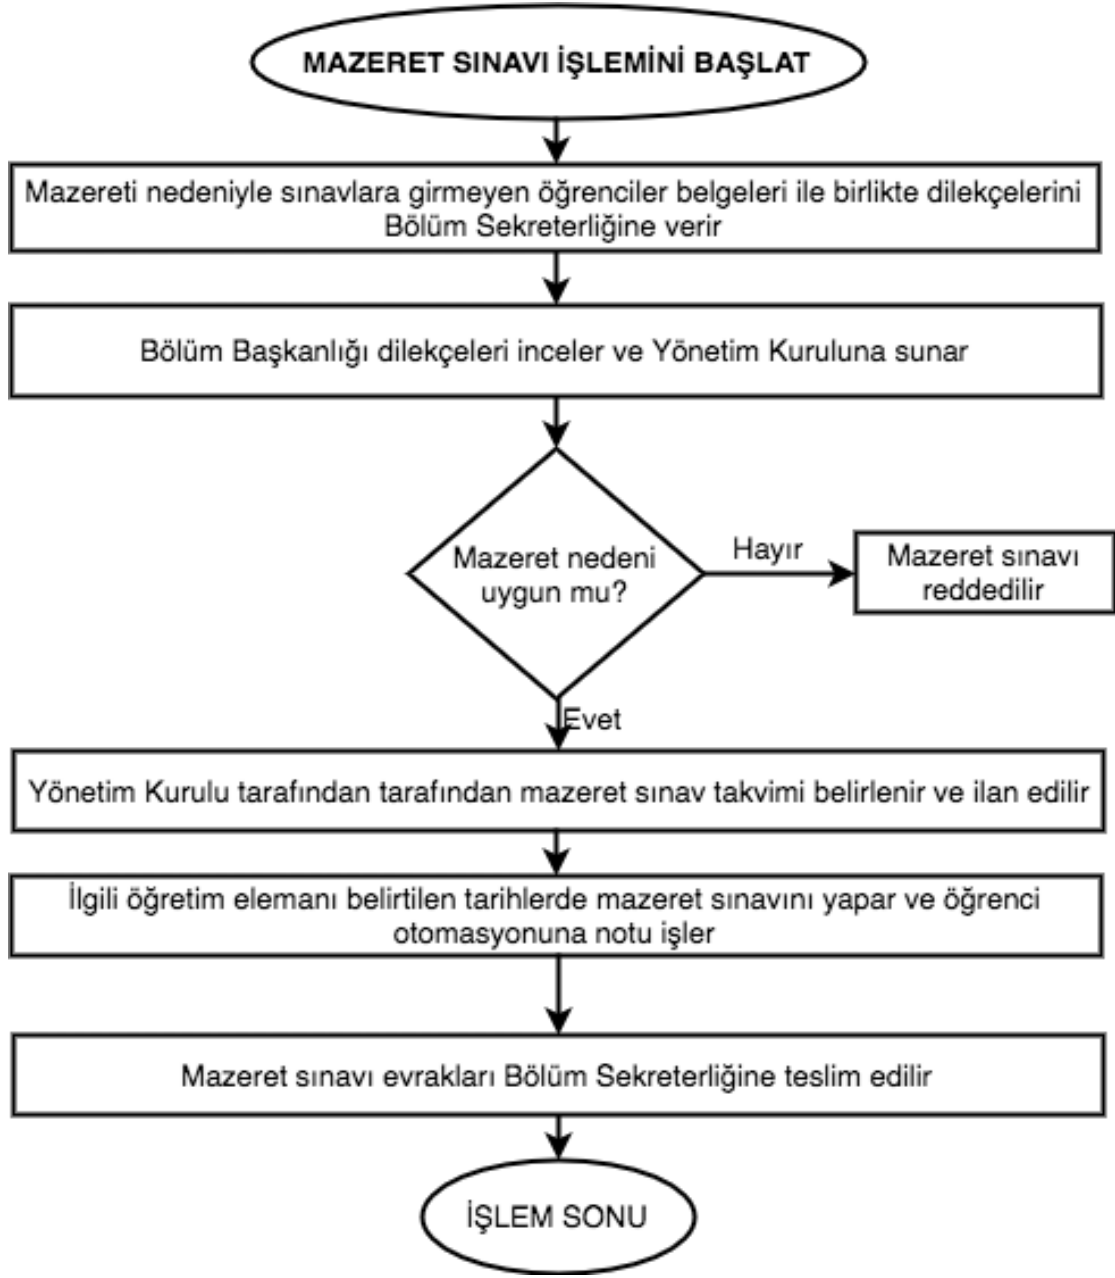 MAZERET SINAVI İŞLEMİNİ BAŞLAT
Mazereti nedeniyle sınavlara girmeyen öğrenciler belgeleri ile birlikte dilekçelerini
Bölüm Sekreterliğine verir
Bölüm Başkanlığı dilekçeleri inceler ve Yönetim Kuruluna sunar
Mazeret nedeni
uygun mu?
Hayır
Mazeret sınavı
reddedilir
Evet
Yönetim Kurulu tarafından tarafından mazeret sınav takvimi belirlenir ve ilan edilir
İlgili öğretim elemanı belirtilen tarihlerde mazeret sınavını yapar ve öğrenci
otomasyonuna notu işler
Mazeret sınavı evrakları Bölüm Sekreterliğine teslim edilir
İŞLEM SONU